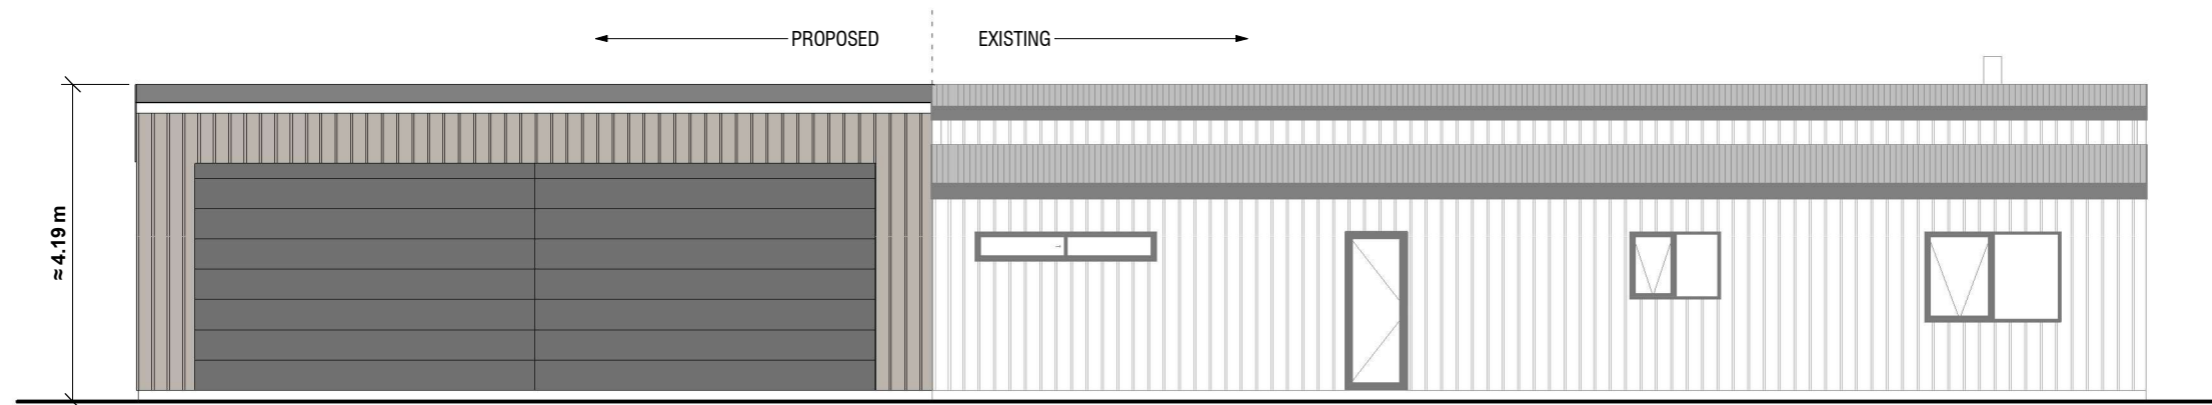 PROPOSED
EXISTING
≈ 4.19 m